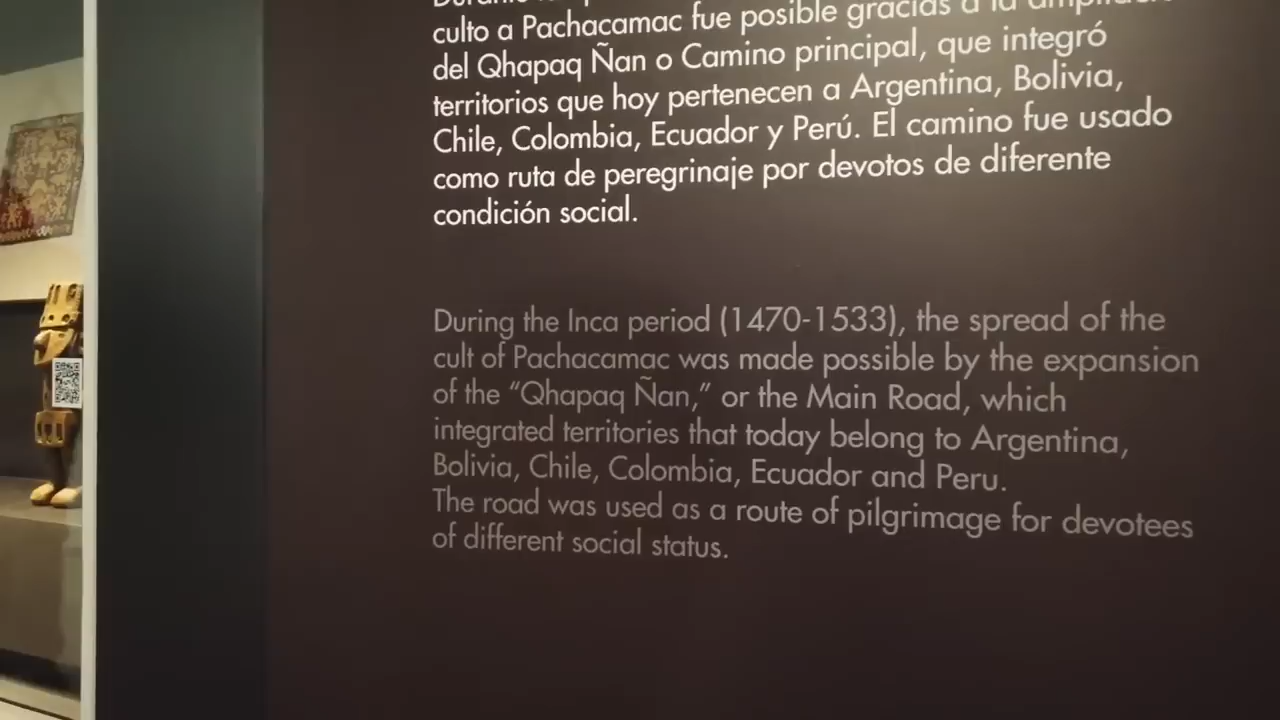 culto a Pachacamac fue posible gracias a la
del Qhapaq Ñan o Camino principal, que integró
territorios que hoy pertenecen a Argentina, Bolivia,
Chile, Colombia, Ecuador y Perú. El camino fue usado
como ruta de peregrinaje por devotos de diferente
condición social.
During the Inca period (1470-1533), the spread of the
cult of Pachacamac was made possible by the expansion
of the “Qhapaq Ñan,” or the Main Road, which
integrated territories that today belong to Argentina,
Bolivia, Chile, Colombia, Ecuador and Peru.
The road was used as a route of pilgrimage for devotees
of different social status.